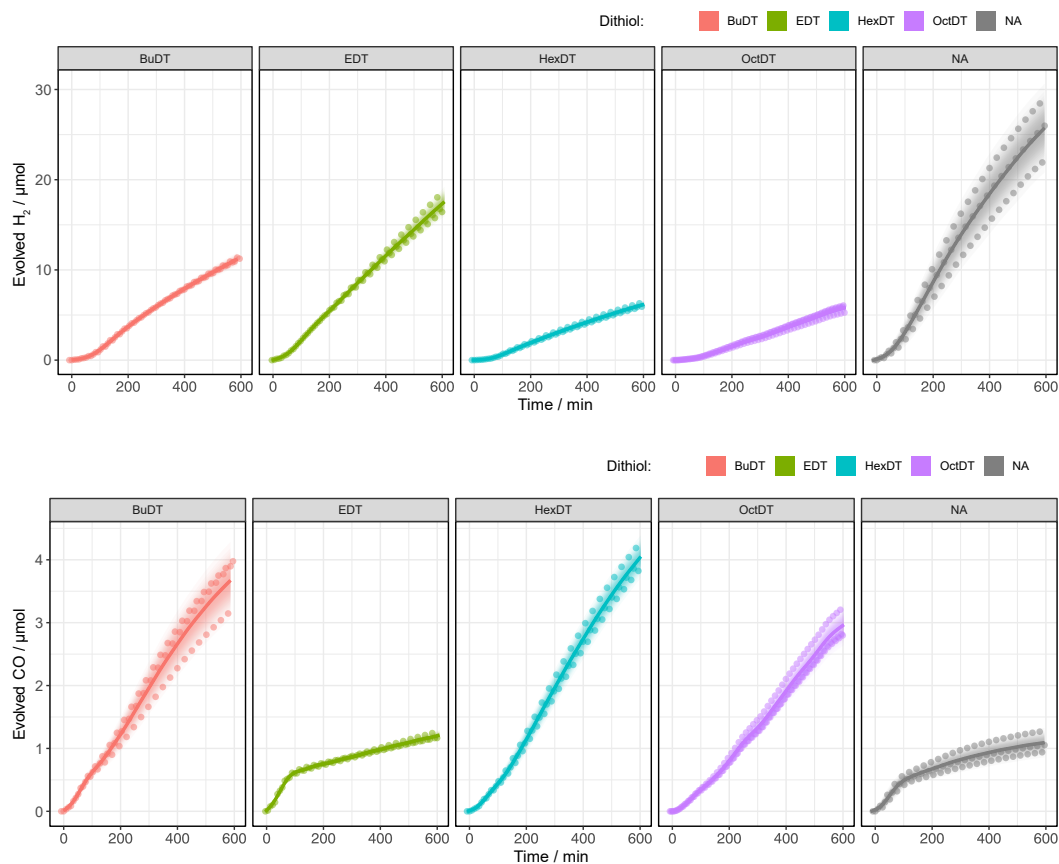 Dithiol: BuDT EDT HexDT OctDT NA
BuDT EDT HexDT OctDT NA
30
20
10
0
Evolved H₂ / µmol
0 200 400 600 0 200 400 600 0 200 400 600 0 200 400 600 0 200 400 600
Time / min
Dithiol: BuDT EDT HexDT OctDT NA
BuDT EDT HexDT OctDT NA
4
3
2
1
0
Evolved CO / µmol
0 200 400 600 0 200 400 600 0 200 400 600 0 200 400 600 0 200 400 600
Time / min